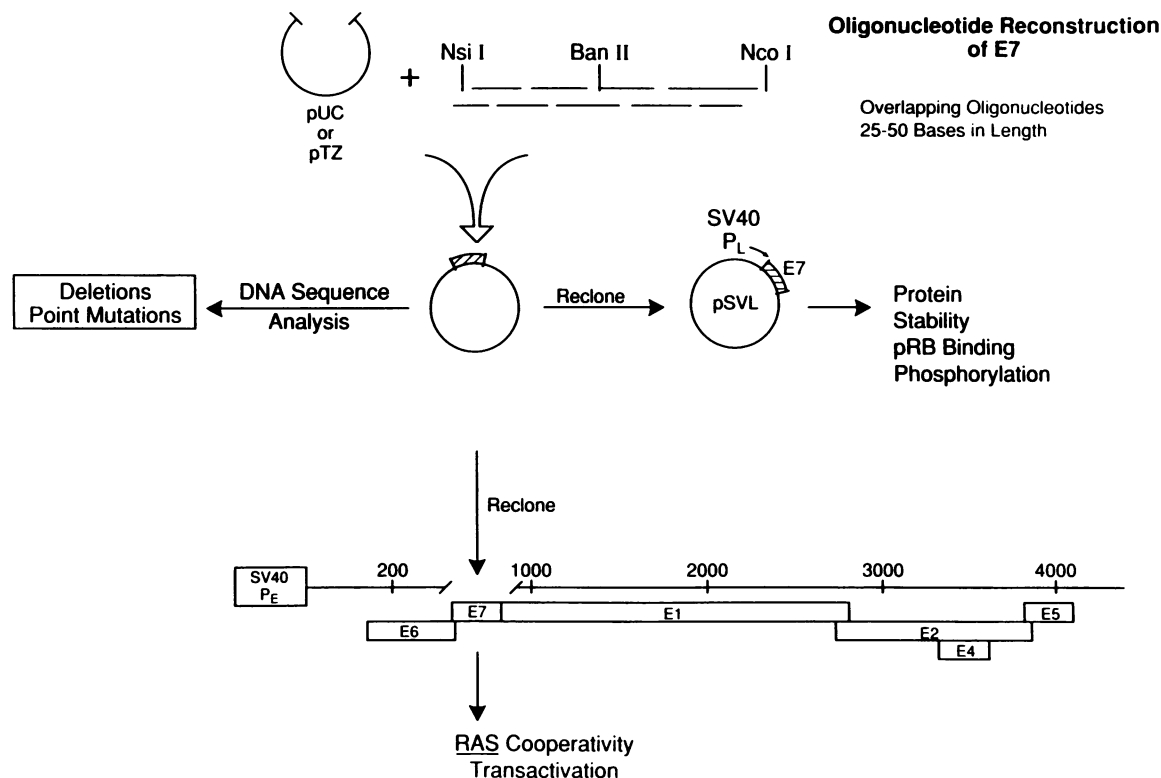 Oligonucleotide Reconstruction
of E7
Nsi I
Ban II
Nco I
+
pUC
or
pTZ
Overlapping Oligonucleotides
25-50 Bases in Length
SV40
PL
E7
Deletions
Point Mutations
DNA Sequence
Analysis
Reclone
pSVL
Protein
Stability
pRB Binding
Phosphorylation
Reclone
SV40
PE
200
1000
2000
3000
4000
E7
E1
E5
E6
E2
E4
RAS Cooperativity
Transactivation